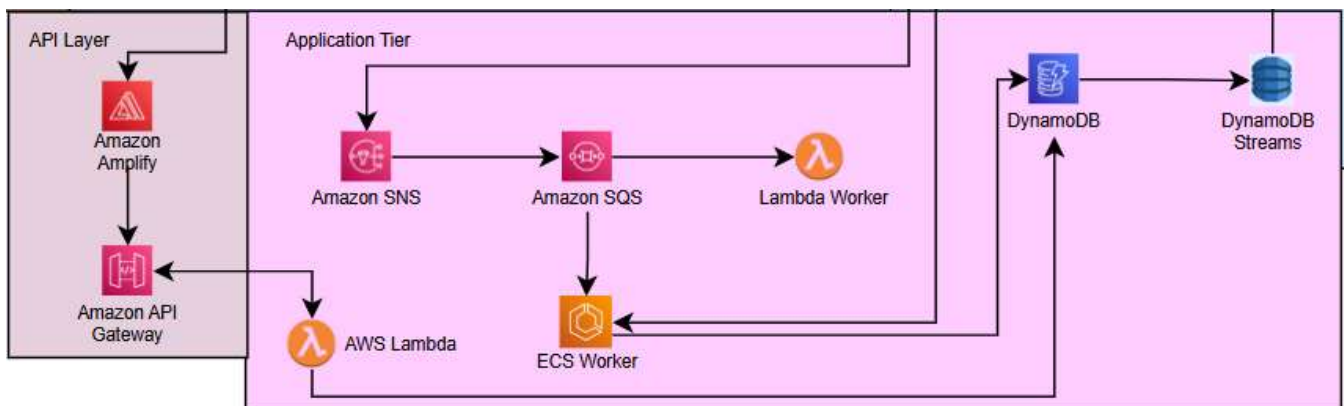 API Layer
Application Tier
Amazon
Amplify
Amazon SNS
Amazon SQS
Lambda Worker
DynamoDB
DynamoDB
Streams
Amazon API
Gateway
AWS Lambda
ECS Worker